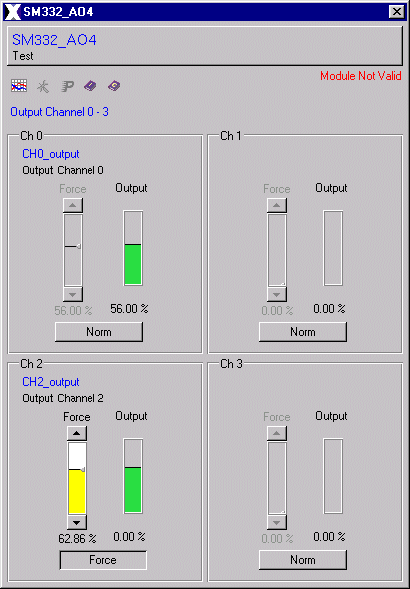 SM332_AO4
SM332_AO4
Test
Module Not Valid
Output Channel 0 - 3
Ch 0
CH0_output
Output Channel 0
Force Output
56.00 % 56.00 %
Norm
Ch 1
Force Output
0.00 % 0.00 %
Norm
Ch 2
CH2_output
Output Channel 2
Force Output
62.86 % 0.00 %
Force
Ch 3
Force Output
0.00 % 0.00 %
Norm